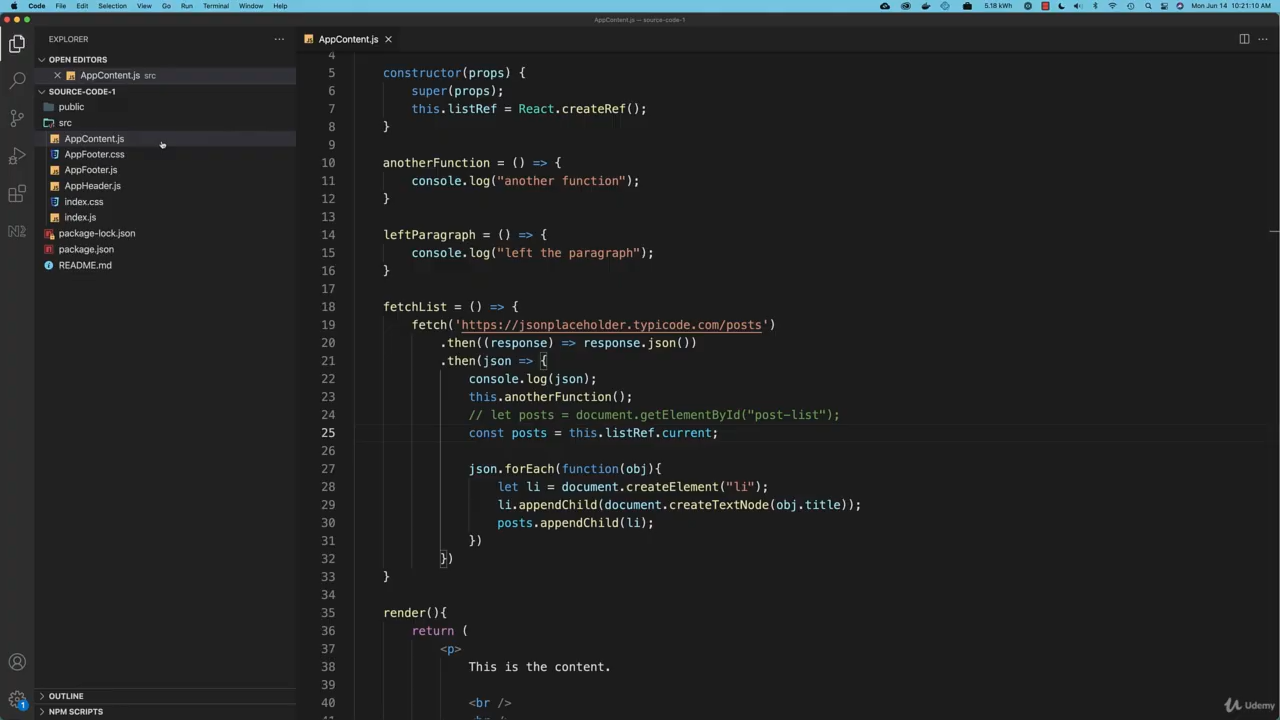 Code File Edit Selection View Go Run Terminal Window Help 5.18 kWh Mon Jun 14 10:21:10 AM
AppContent.js — source-code-1
EXPLORER
OPEN EDITORS
AppContent.js src
SOURCE-CODE-1
public
src
AppContent.js
AppFooter.css
AppFooter.js
AppHeader.js
index.css
index.js
package-lock.json
package.json
README.md
OUTLINE
NPM SCRIPTS
1
AppContent.js
4
5 constructor(props) {
6 super(props);
7 this.listRef = React.createRef();
8 }
9
10 anotherFunction = () => {
11 console.log("another function");
12 }
13
14 leftParagraph = () => {
15 console.log("left the paragraph");
16 }
17
18 fetchList = () => {
19 fetch('https://jsonplaceholder.typicode.com/posts')
20 .then((response) => response.json())
21 .then(json => {
22 console.log(json);
23 this.anotherFunction();
24 // let posts = document.getElementById("post-list");
25 const posts = this.listRef.current;
26
27 json.forEach(function(obj){
28 let li = document.createElement("li");
29 li.appendChild(document.createTextNode(obj.title));
30 posts.appendChild(li);
31 })
32 })
33 }
34
35 render(){
36 return (
37 <p>
38 This is the content.
39
40 <br />
Udemy